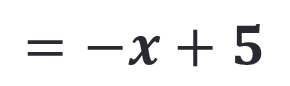 = −x + 5